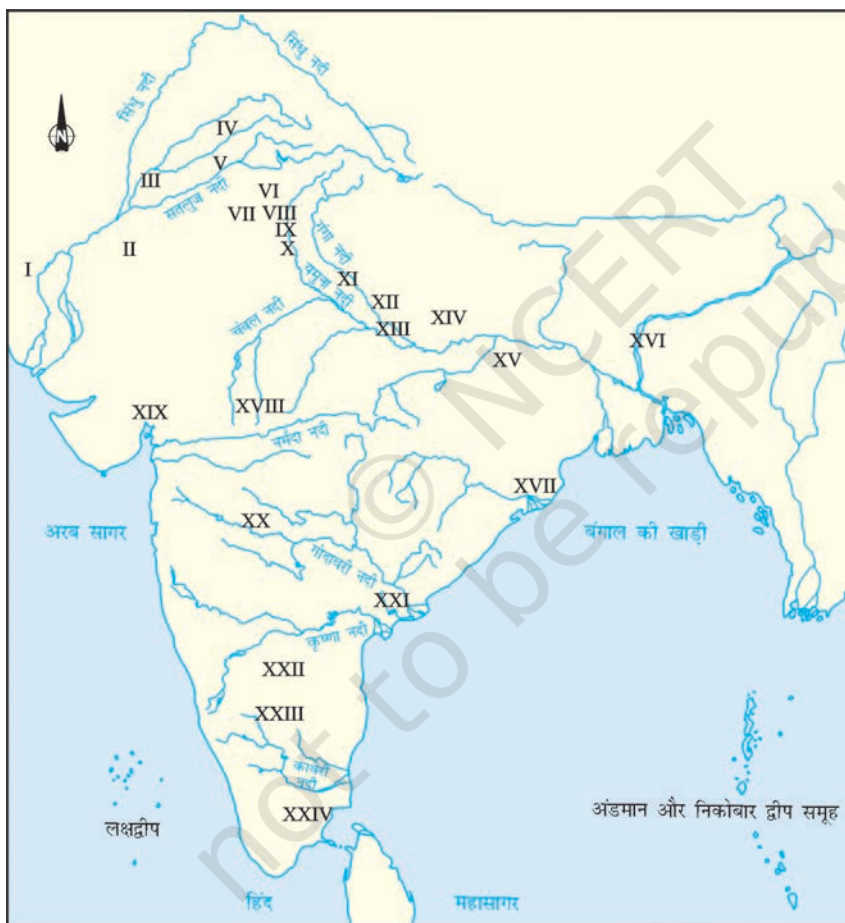 सिंधु नदी
सिंधु नदी
N
IV
V
III
सतलुज नदी
VI
VII
VIII
IX
II
X
गंगा नदी
I
XI
यमुना नदी
XII
चंबल नदी
XIII
XIV
XVI
XV
XIX
XVIII
नर्मदा नदी
XVII
XX
अरब सागर
बंगाल की खाड़ी
गोदावरी नदी
XXI
कृष्णा नदी
XXII
XXIII
कावेरी
नदी
XXIV
लक्षद्वीप
अंडमान और निकोबार द्वीप समूह
हिंद
महासागर
© NCERT
not to be republ